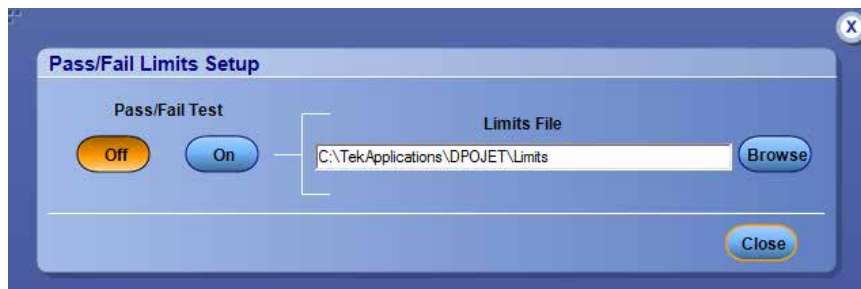 X
Pass/Fail Limits Setup
Pass/Fail Test
Limits File
Off
On
C:\TekApplications\DPOJET\Limits
Browse
Close